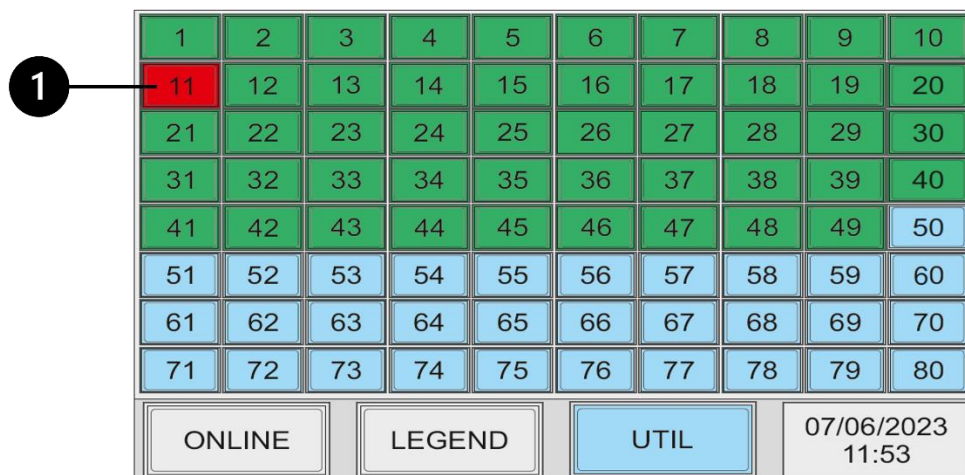 1 2 3 4 5 6 7 8 9 10
1 11 12 13 14 15 16 17 18 19 20
21 22 23 24 25 26 27 28 29 30
31 32 33 34 35 36 37 38 39 40
41 42 43 44 45 46 47 48 49 50
51 52 53 54 55 56 57 58 59 60
61 62 63 64 65 66 67 68 69 70
71 72 73 74 75 76 77 78 79 80
ONLINE LEGEND UTIL 07/06/2023
11:53